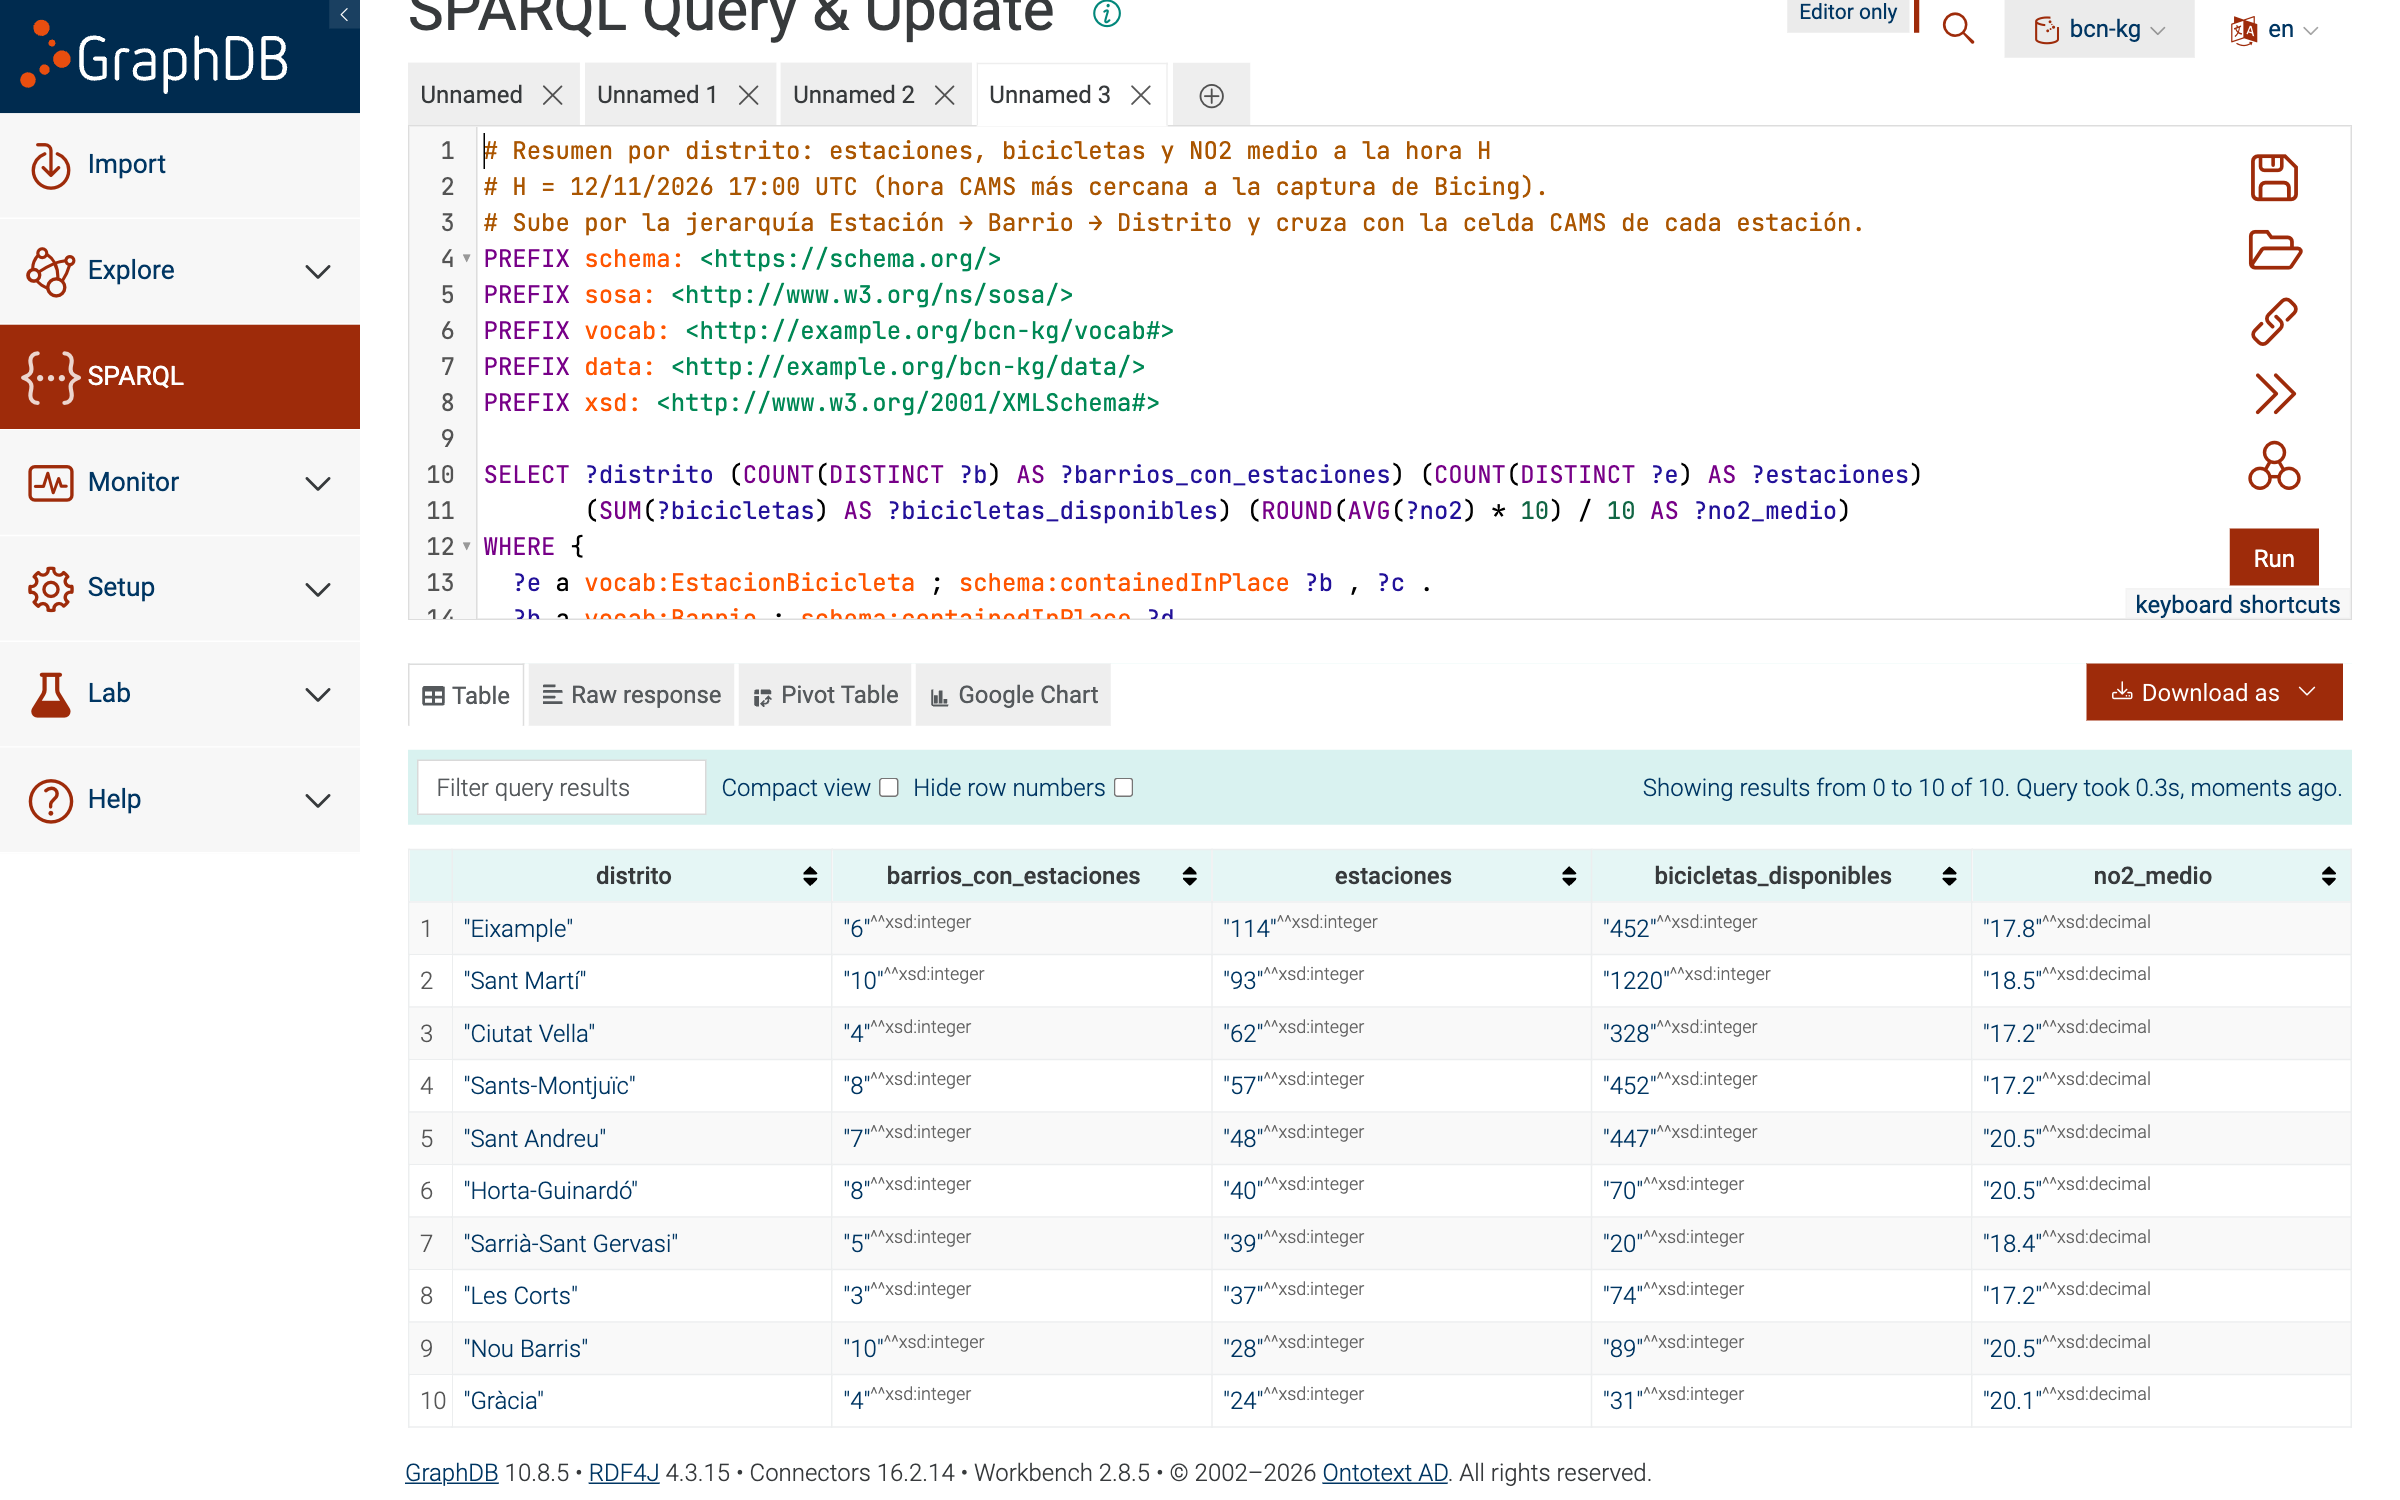 SPARQL Query & Update
Editor only
bcn-kg
en
GraphDB
Import
Explore
SPARQL
Monitor
Setup
Lab
Help
Unnamed
Unnamed 1
Unnamed 2
Unnamed 3
1 # Resumen por distrito: estaciones, bicicletas y NO2 medio a la hora H
2 # H = 12/11/2026 17:00 UTC (hora CAMS más cercana a la captura de Bicing).
3 # Sube por la jerarquía Estación → Barrio → Distrito y cruza con la celda CAMS de cada estación.
4 PREFIX schema: <https://schema.org/>
5 PREFIX sosa: <http://www.w3.org/ns/sosa/>
6 PREFIX vocab: <http://example.org/bcn-kg/vocab#>
7 PREFIX data: <http://example.org/bcn-kg/data/>
8 PREFIX xsd: <http://www.w3.org/2001/XMLSchema#>
9
10 SELECT ?distrito (COUNT(DISTINCT ?b) AS ?barrios_con_estaciones) (COUNT(DISTINCT ?e) AS ?estaciones)
11 (SUM(?bicicletas) AS ?bicicletas_disponibles) (ROUND(AVG(?no2) * 10) / 10 AS ?no2_medio)
12 WHERE {
13 ?e a vocab:EstacionBicicleta ; schema:containedInPlace ?b , ?c .
14 ?b a vocab:Barrio ; schema:containedInPlace ?d
Run
keyboard shortcuts
Table
Raw response
Pivot Table
Google Chart
Download as
Filter query results
Compact view
Hide row numbers
Showing results from 0 to 10 of 10. Query took 0.3s, moments ago.
distrito barrios_con_estaciones estaciones bicicletas_disponibles no2_medio
1 "Eixample" "6"^^xsd:integer "114"^^xsd:integer "452"^^xsd:integer "17.8"^^xsd:decimal
2 "Sant Martí" "10"^^xsd:integer "93"^^xsd:integer "1220"^^xsd:integer "18.5"^^xsd:decimal
3 "Ciutat Vella" "4"^^xsd:integer "62"^^xsd:integer "328"^^xsd:integer "17.2"^^xsd:decimal
4 "Sants-Montjuïc" "8"^^xsd:integer "57"^^xsd:integer "452"^^xsd:integer "17.2"^^xsd:decimal
5 "Sant Andreu" "7"^^xsd:integer "48"^^xsd:integer "447"^^xsd:integer "20.5"^^xsd:decimal
6 "Horta-Guinardó" "8"^^xsd:integer "40"^^xsd:integer "70"^^xsd:integer "20.5"^^xsd:decimal
7 "Sarrià-Sant Gervasi" "5"^^xsd:integer "39"^^xsd:integer "20"^^xsd:integer "18.4"^^xsd:decimal
8 "Les Corts" "3"^^xsd:integer "37"^^xsd:integer "74"^^xsd:integer "17.2"^^xsd:decimal
9 "Nou Barris" "10"^^xsd:integer "28"^^xsd:integer "89"^^xsd:integer "20.5"^^xsd:decimal
10 "Gràcia" "4"^^xsd:integer "24"^^xsd:integer "31"^^xsd:integer "20.1"^^xsd:decimal
GraphDB 10.8.5 • RDF4J 4.3.15 • Connectors 16.2.14 • Workbench 2.8.5 • © 2002–2026 Ontotext AD. All rights reserved.